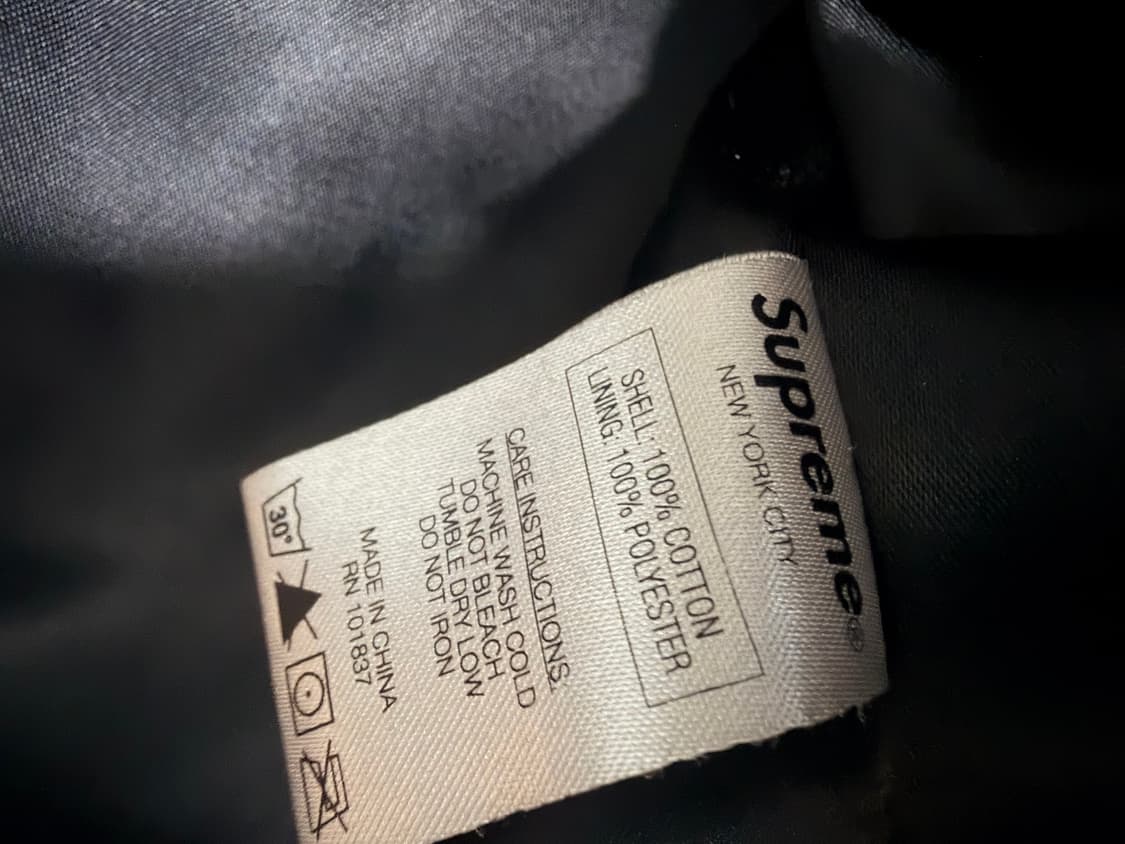 Supreme®
NEW YORK CITY
SHELL: 100% COTTON
LINING: 100% POLYESTER
CARE INSTRUCTIONS:
MACHINE WASH COLD
DO NOT BLEACH
TUMBLE DRY LOW
DO NOT IRON
MADE IN CHINA
RN 101837
30°